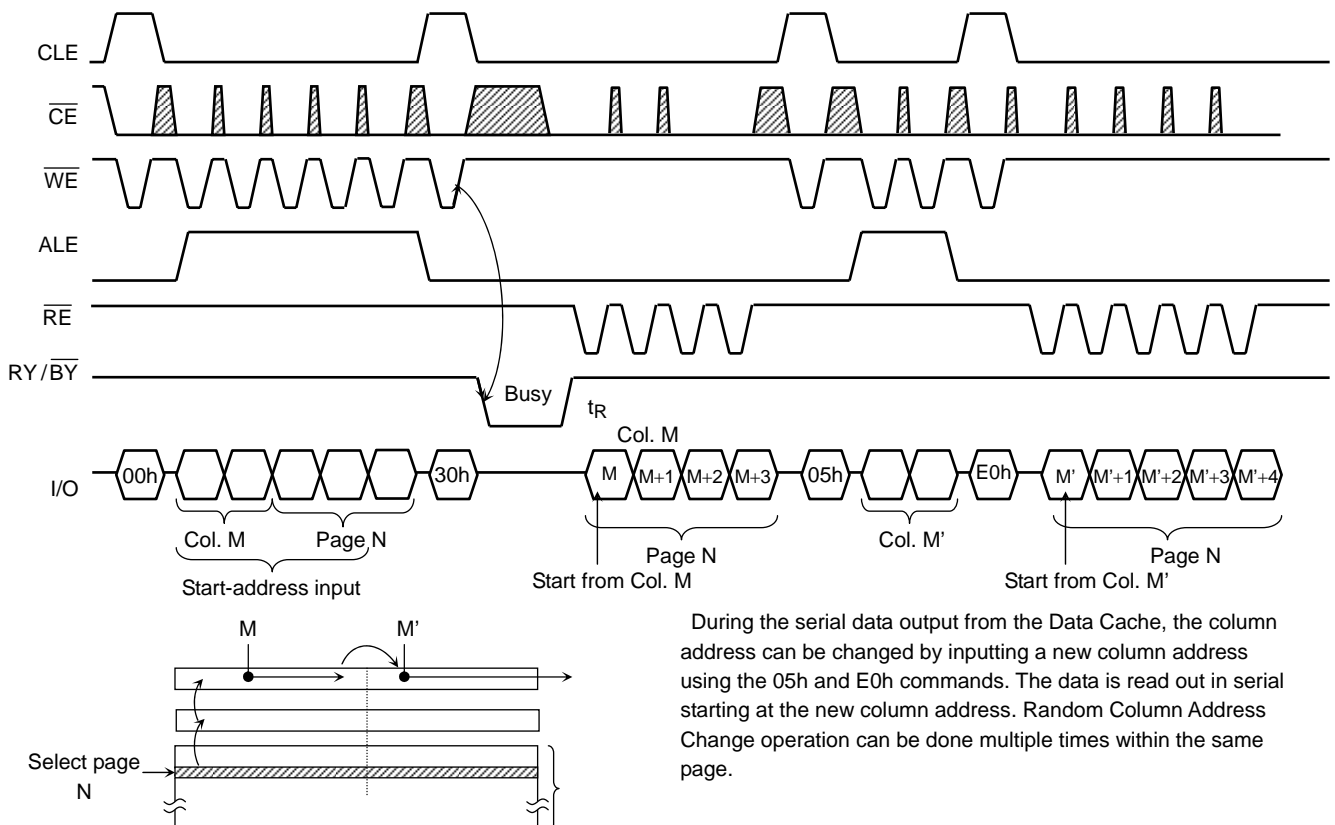 CLE
CE
WE
ALE
RE
RY/BY
Busy
tR
Col. M
I/O
00h
30h
M M+1 M+2 M+3
05h
E0h
M' M'+1 M'+2 M'+3 M'+4
Col. M
Page N
Start-address input
Page N
Start from Col. M
Col. M'
Page N
Start from Col. M'
M
M'
Select page
N
During the serial data output from the Data Cache, the column
address can be changed by inputting a new column address
using the 05h and E0h commands. The data is read out in serial
starting at the new column address. Random Column Address
Change operation can be done multiple times within the same
page.